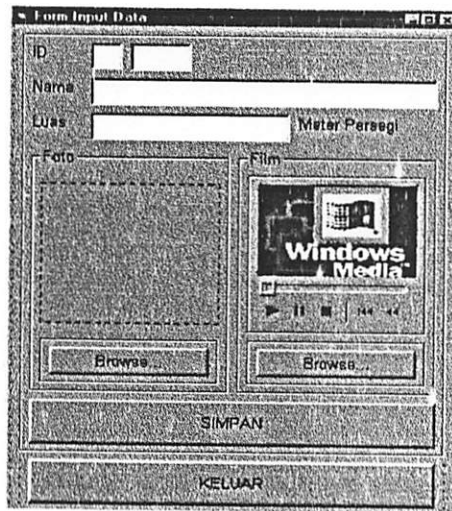 Form Input Data
ID
Nama
Luas Meter Persegi
Foto Film
Windows
Media
Browse... Browse...
SIMPAN
KELUAR